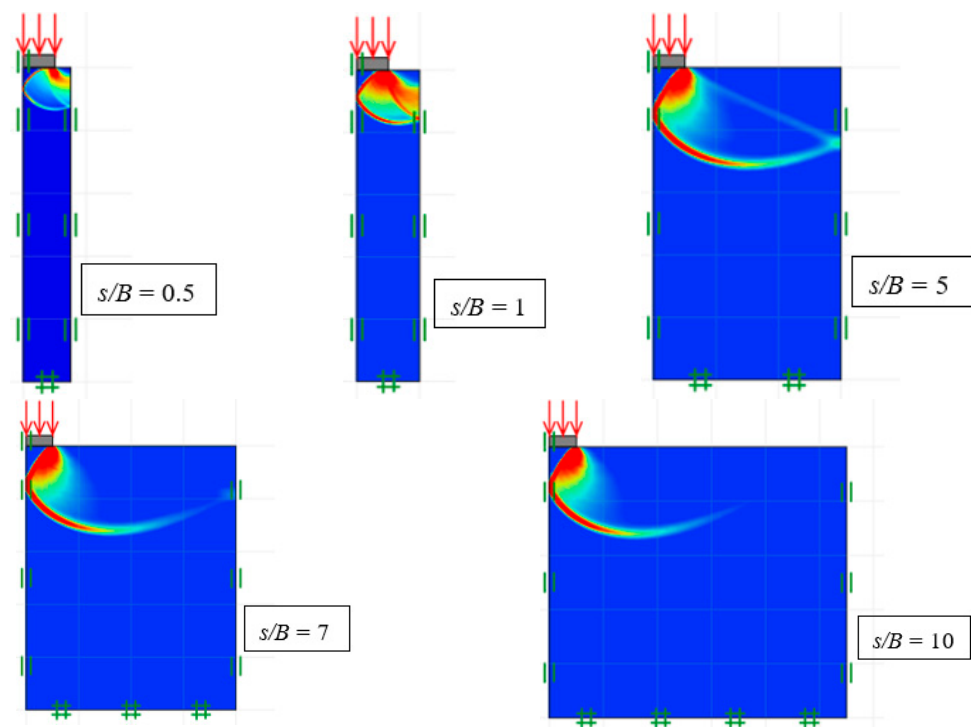 s/B = 0.5
s/B = 1
s/B = 5
s/B = 7
s/B = 10